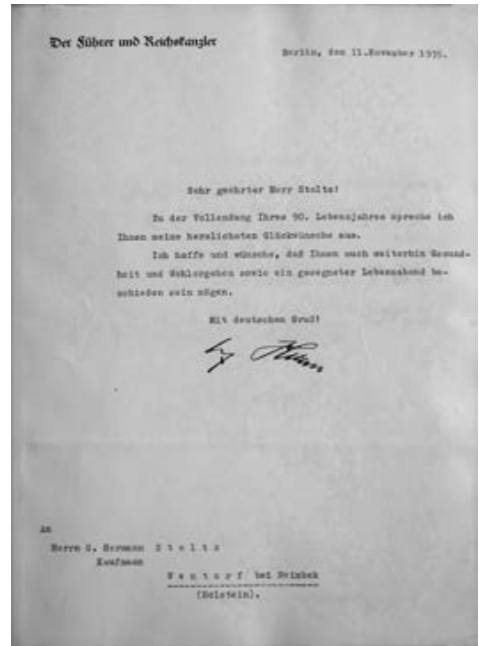 Der Führer und Reichskanzler
Berlin, den 11.November 1935.
Sehr geehrter Herr Stoltz!
Zu der Vollendung Ihres 90. Lebensjahres spreche ich
Ihnen meine herzlichsten Glückwünsche aus.
Ich hoffe und wünsche, daß Ihnen auch weiterhin Gesund-
heit und Wohlergehen sowie ein gesegneter Lebensabend be-
schieden sein mögen.
Mit deutschem Gruß!
An
Herrn G. Hermann Stoltz
Kaufmann
Wentorf bei Reinbek
(Holstein).